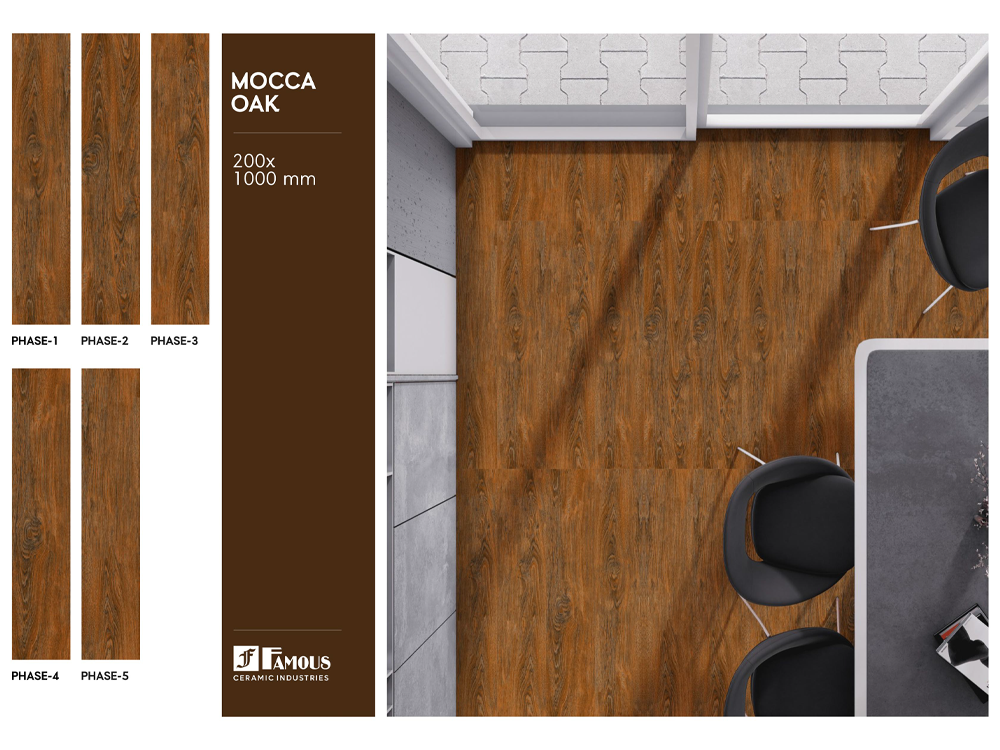 MOCCA
OAK
200x
1000 mm
PHASE-1
PHASE-2
PHASE-3
PHASE-4
PHASE-5
F FAMOUS
CERAMIC INDUSTRIES